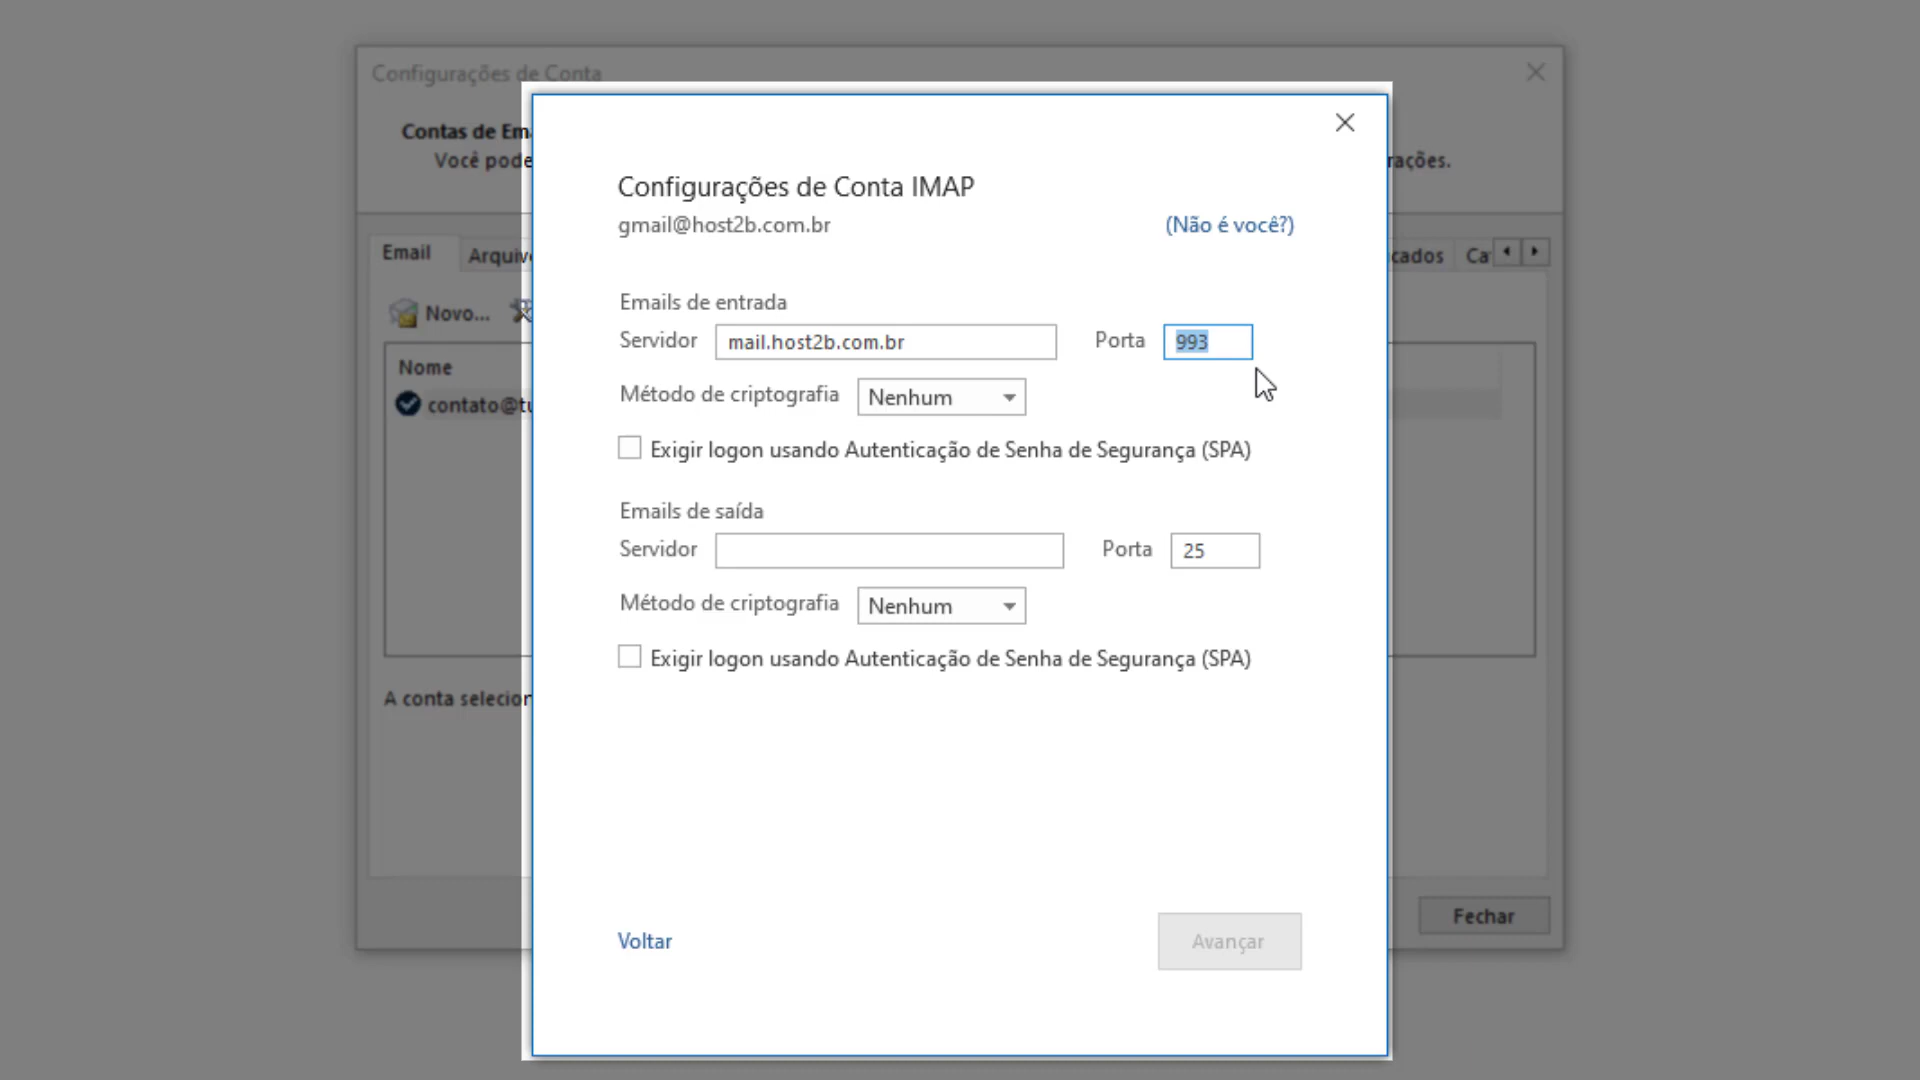 Configurações de Conta
Contas de Ema
Você pode
rações.
Email
Arquivo
cados
Ca
Novo...
Nome
contato@tu
A conta selecion
Fechar
Configurações de Conta IMAP
gmail@host2b.com.br
(Não é você?)
Emails de entrada
Servidor mail.host2b.com.br Porta 993
Método de criptografia Nenhum
Exigir logon usando Autenticação de Senha de Segurança (SPA)
Emails de saída
Servidor Porta 25
Método de criptografia Nenhum
Exigir logon usando Autenticação de Senha de Segurança (SPA)
Voltar
Avançar